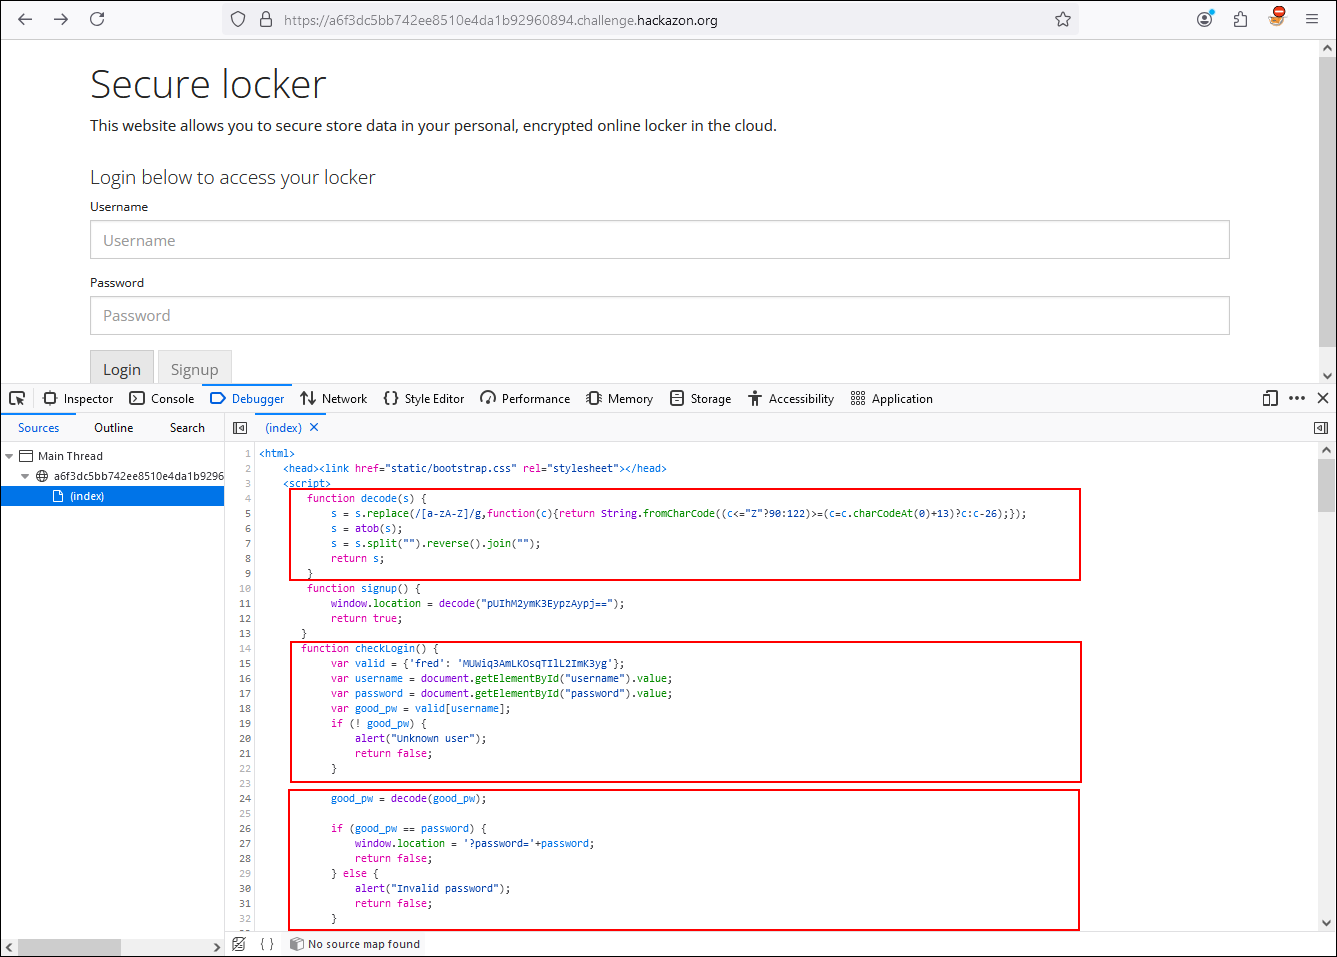 https://a6f3dc5bb742ee8510e4da1b92960894.challenge.hackazon.org
Secure locker
This website allows you to secure store data in your personal, encrypted online locker in the cloud.
Login below to access your locker
Username
Username
Password
Password
Login Signup
Inspector Console Debugger Network Style Editor Performance Memory Storage Accessibility Application
Sources Outline Search (index)
Main Thread
a6f3dc5bb742ee8510e4da1b9296
(index)
1 <html>
2 <head><link href="static/bootstrap.css" rel="stylesheet"></head>
3 <script>
4 function decode(s) {
5 s = s.replace(/[a-zA-Z]/g,function(c){return String.fromCharCode((c<="Z"?90:122)>=(c=c.charCodeAt(0)+13)?c:c-26);});
6 s = atob(s);
7 s = s.split("").reverse().join("");
8 return s;
9 }
10 function signup() {
11 window.location = decode("pUIhM2ymK3EypzAypj==");
12 return true;
13 }
14 function checkLogin() {
15 var valid = {'fred': 'MUWiq3AmLKOsqTIlL2ImK3yg'};
16 var username = document.getElementById("username").value;
17 var password = document.getElementById("password").value;
18 var good_pw = valid[username];
19 if (! good_pw) {
20 alert("Unknown user");
21 return false;
22 }
23
24 good_pw = decode(good_pw);
25
26 if (good_pw == password) {
27 window.location = '?password='+password;
28 return false;
29 } else {
30 alert("Invalid password");
31 return false;
32 }
{ } No source map found